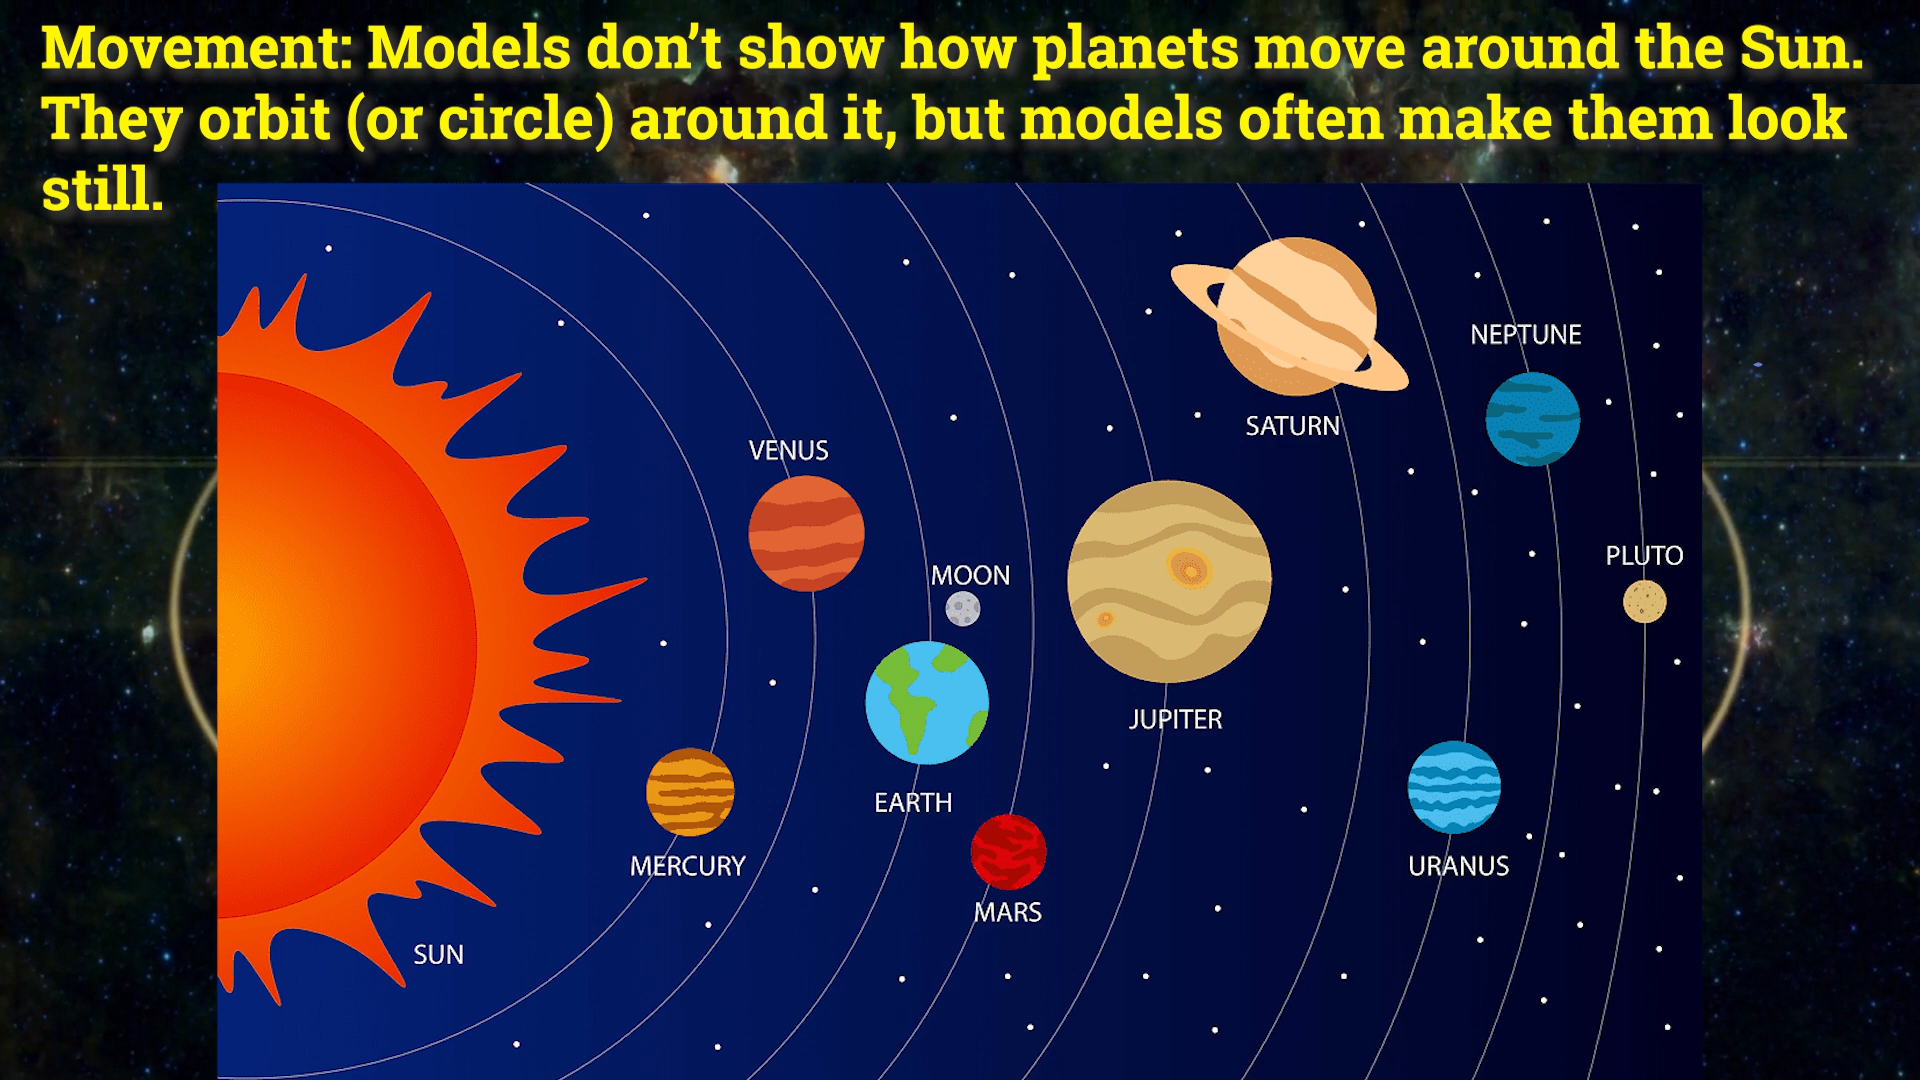 Movement: Models don’t show how planets move around the Sun.
They orbit (or circle) around it, but models often make them look
still.
NEPTUNE
SATURN
VENUS
PLUTO
MOON
JUPITER
EARTH
MERCURY
URANUS
MARS
SUN